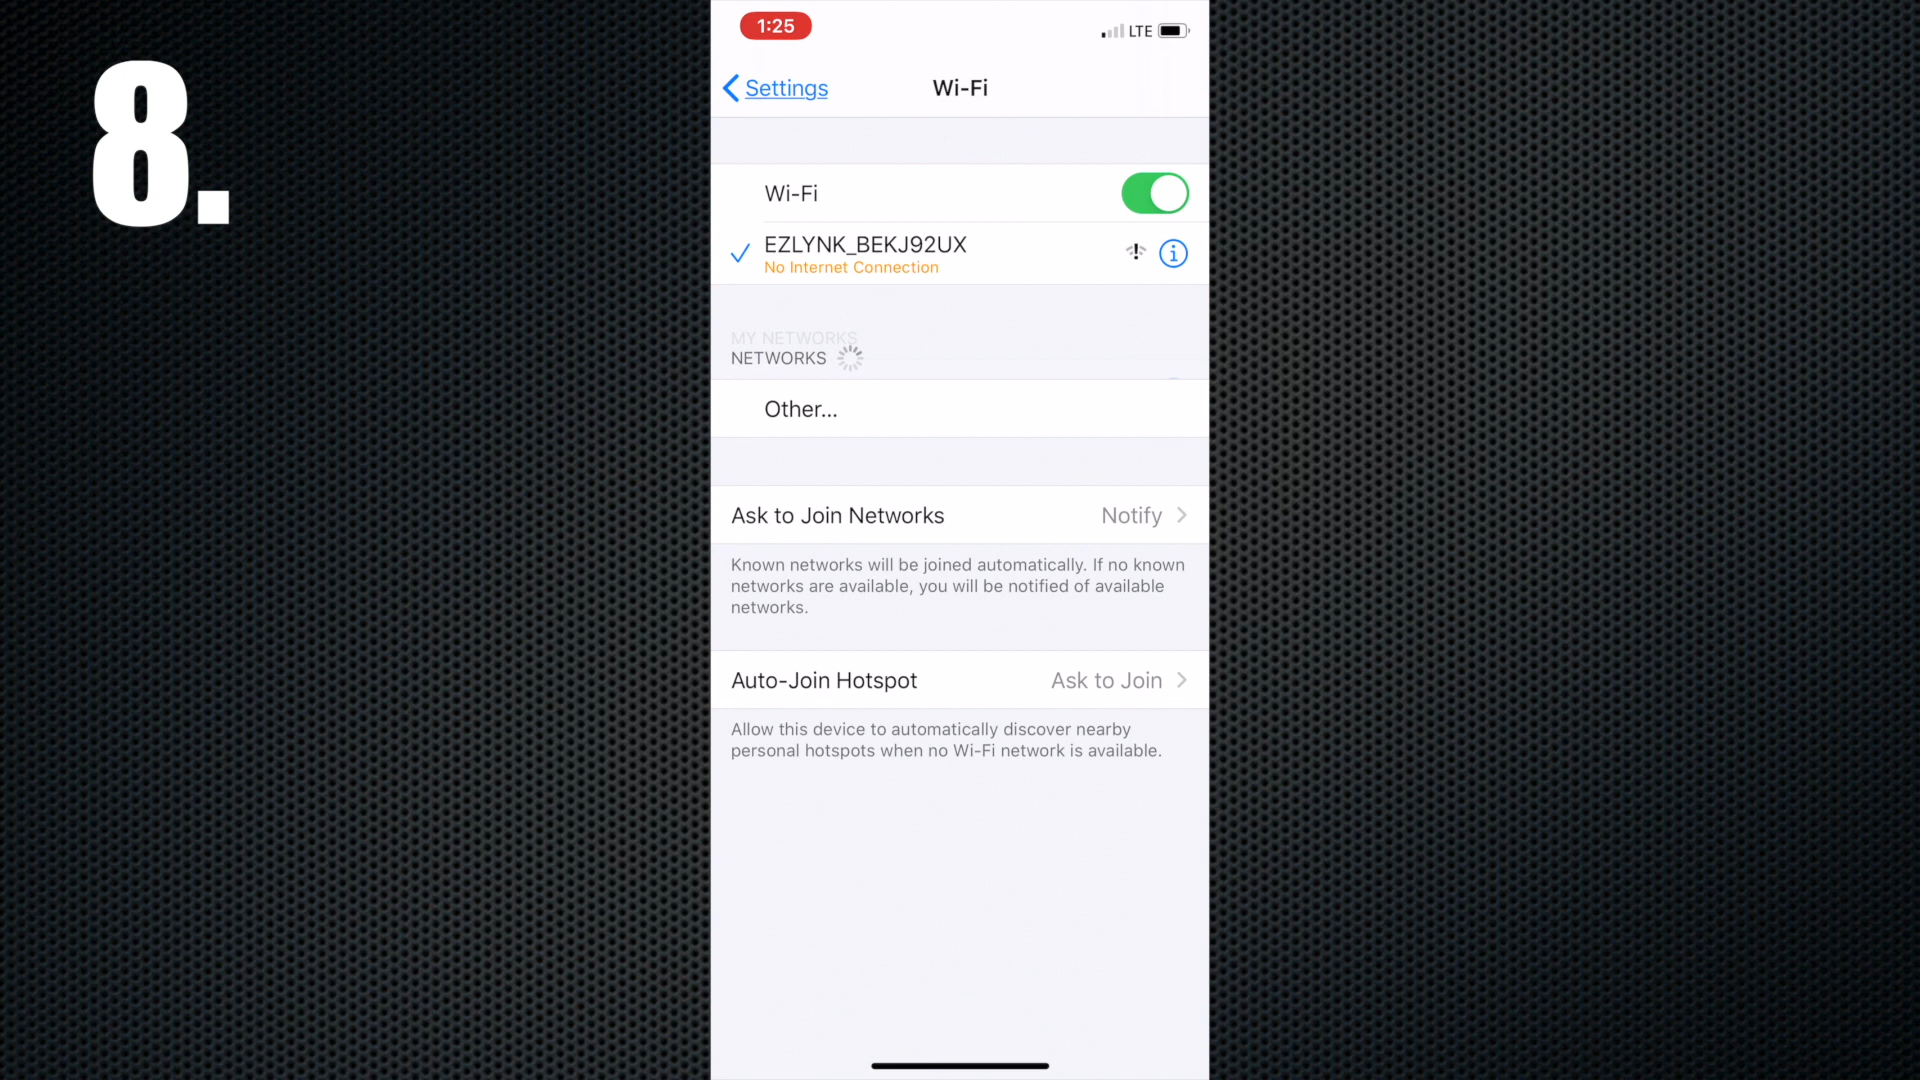 8.
1:25
LTE
Settings
Wi-Fi
Wi-Fi
EZLYNK_BEKJ92UX
No Internet Connection
MY NETWORKS
NETWORKS
Other...
Ask to Join Networks
Notify
Known networks will be joined automatically. If no known
networks are available, you will be notified of available
networks.
Auto-Join Hotspot
Ask to Join
Allow this device to automatically discover nearby
personal hotspots when no Wi-Fi network is available.